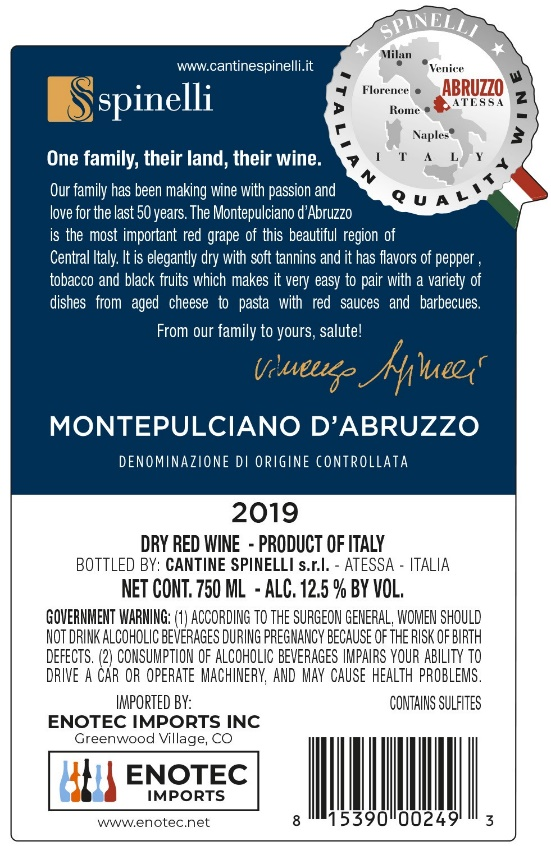 SPINELLI
ITALIAN QUALITY WINE
Milan
Venice
Florence
ABRUZZO
ATESSA
Rome
Naples
ITALY
www.cantinespinelli.it
spinelli
One family, their land, their wine.
Our family has been making wine with passion and
love for the last 50 years. The Montepulciano d'Abruzzo
is the most important red grape of this beautiful region of
Central Italy. It is elegantly dry with soft tannins and it has flavors of pepper ,
tobacco and black fruits which makes it very easy to pair with a variety of
dishes from aged cheese to pasta with red sauces and barbecues.
From our family to yours, salute!
Vincenzo Spinelli
MONTEPULCIANO D'ABRUZZO
DENOMINAZIONE DI ORIGINE CONTROLLATA
2019
DRY RED WINE - PRODUCT OF ITALY
BOTTLED BY: CANTINE SPINELLI s.r.l. - ATESSA - ITALIA
NET CONT. 750 ML - ALC. 12.5 % BY VOL.
GOVERNMENT WARNING: (1) ACCORDING TO THE SURGEON GENERAL, WOMEN SHOULD
NOT DRINK ALCOHOLIC BEVERAGES DURING PREGNANCY BECAUSE OF THE RISK OF BIRTH
DEFECTS. (2) CONSUMPTION OF ALCOHOLIC BEVERAGES IMPAIRS YOUR ABILITY TO
DRIVE A CAR OR OPERATE MACHINERY, AND MAY CAUSE HEALTH PROBLEMS.
IMPORTED BY:
ENOTEC IMPORTS INC
Greenwood Village, CO
ENOTEC
IMPORTS
www.enotec.net
CONTAINS SULFITES
8 15390 00249 3